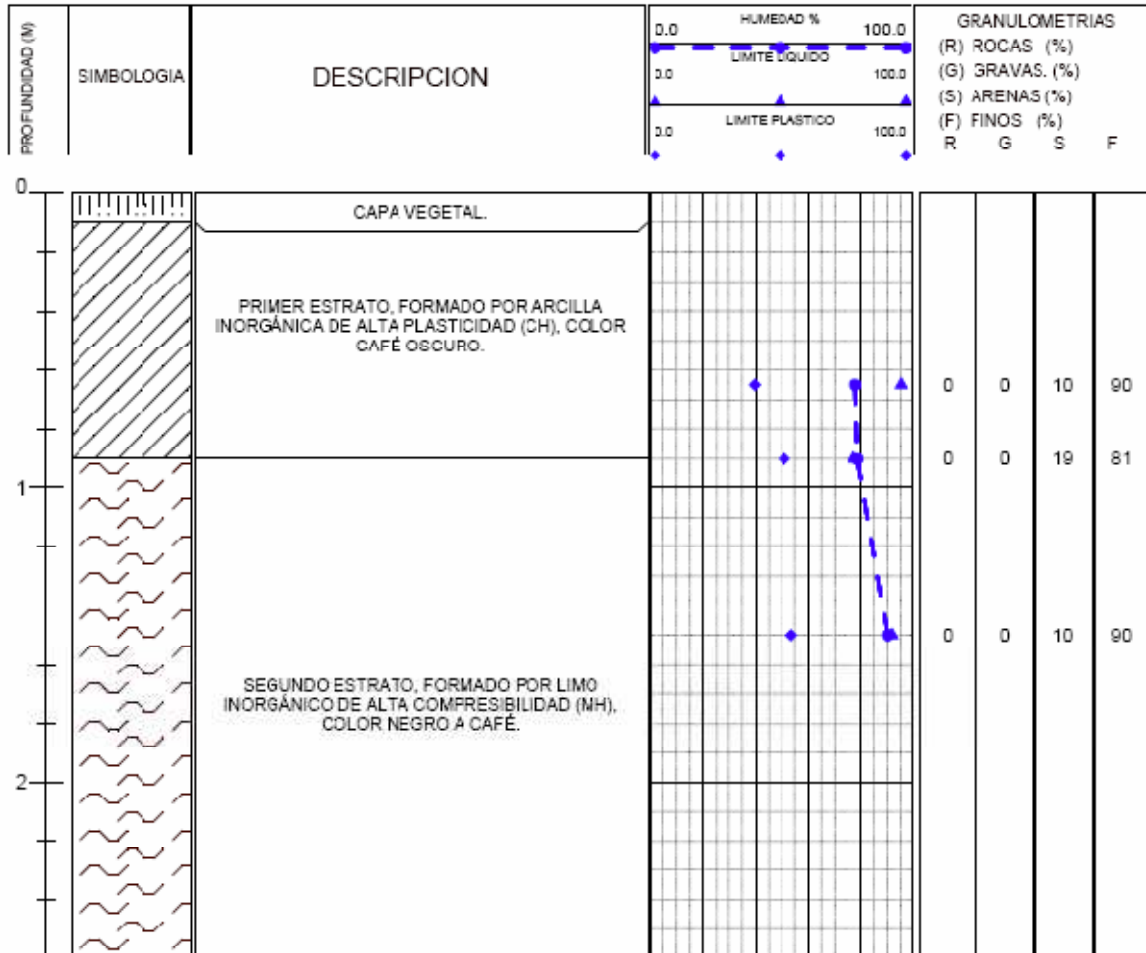 PROFUNDIDAD (M)
SIMBOLOGIA
DESCRIPCION
HUMEDAD %
0.0 100.0
LIMITE LIQUIDO
0.0 100.0
LIMITE PLASTICO
0.0 100.0
GRANULOMETRIAS
(R) ROCAS (%)
(G) GRAVAS. (%)
(S) ARENAS (%)
(F) FINOS (%)
R G S F
0
CAPA VEGETAL.
PRIMER ESTRATO, FORMADO POR ARCILLA
INORGÁNICA DE ALTA PLASTICIDAD (CH), COLOR
CAFÉ OSCURO.
0 0 10 90
0 0 19 81
1
0 0 10 90
SEGUNDO ESTRATO, FORMADO POR LIMO
INORGÁNICO DE ALTA COMPRESIBILIDAD (MH),
COLOR NEGRO A CAFÉ.
2